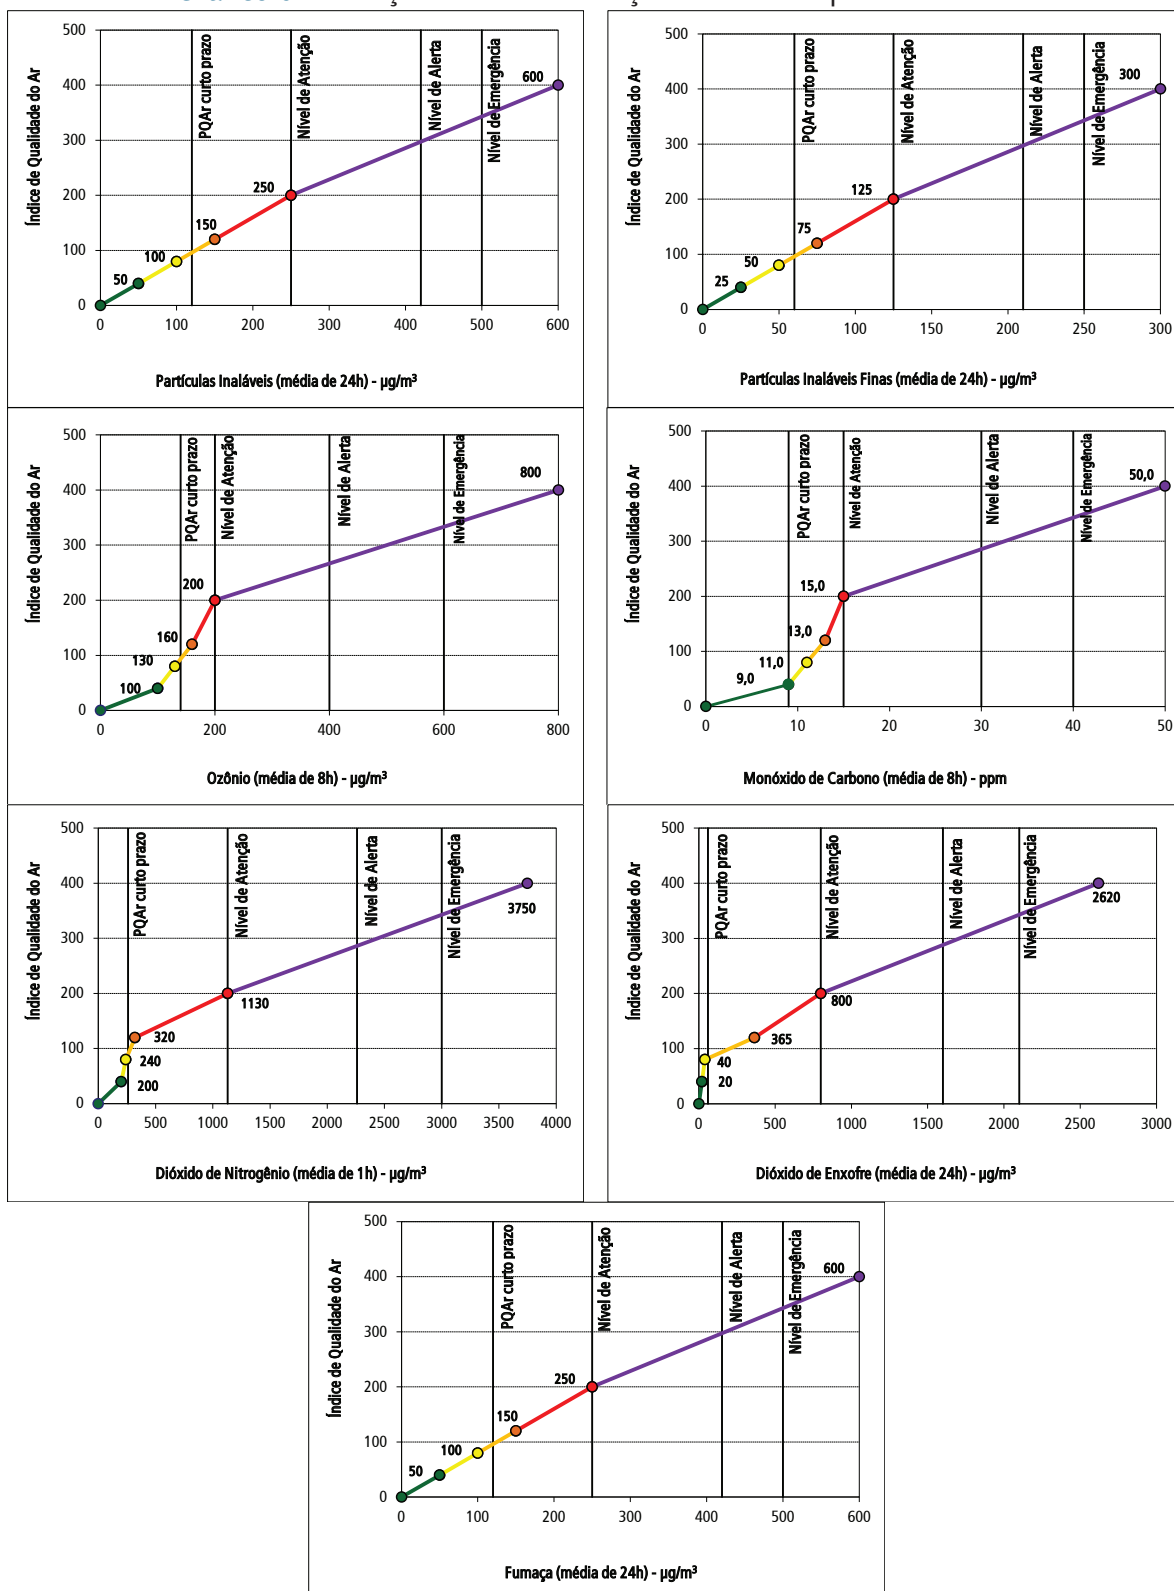 500
400
300
200
100
0
Índice de Qualidade do Ar
PQAr curto prazo
Nível de Atenção
Nível de Alerta
Nível de Emergência
50
100
150
250
600
0 100 200 300 400 500 600
Partículas Inaláveis (média de 24h) - µg/m³
500
400
300
200
100
0
Índice de Qualidade do Ar
PQAr curto prazo
Nível de Atenção
Nível de Alerta
Nível de Emergência
25
50
75
125
300
0 50 100 150 200 250 300
Partículas Inaláveis Finas (média de 24h) - µg/m³
500
400
300
200
100
0
Índice de Qualidade do Ar
PQAr curto prazo
Nível de Atenção
Nível de Alerta
Nível de Emergência
100
130
160
200
800
0 200 400 600 800
Ozônio (média de 8h) - µg/m³
500
400
300
200
100
0
Índice de Qualidade do Ar
PQAr curto prazo
Nível de Atenção
Nível de Alerta
Nível de Emergência
9,0
11,0
13,0
15,0
50,0
0 10 20 30 40 50
Monóxido de Carbono (média de 8h) - ppm
500
400
300
200
100
0
Índice de Qualidade do Ar
PQAr curto prazo
Nível de Atenção
Nível de Alerta
Nível de Emergência
200
240
320
1130
3750
0 500 1000 1500 2000 2500 3000 3500 4000
Dióxido de Nitrogênio (média de 1h) - µg/m³
500
400
300
200
100
0
Índice de Qualidade do Ar
PQAr curto prazo
Nível de Atenção
Nível de Alerta
Nível de Emergência
20
40
365
800
2620
0 500 1000 1500 2000 2500 3000
Dióxido de Enxofre (média de 24h) - µg/m³
500
400
300
200
100
0
Índice de Qualidade do Ar
PQAr curto prazo
Nível de Atenção
Nível de Alerta
Nível de Emergência
50
100
150
250
600
0 100 200 300 400 500 600
Fumaça (média de 24h) - µg/m³